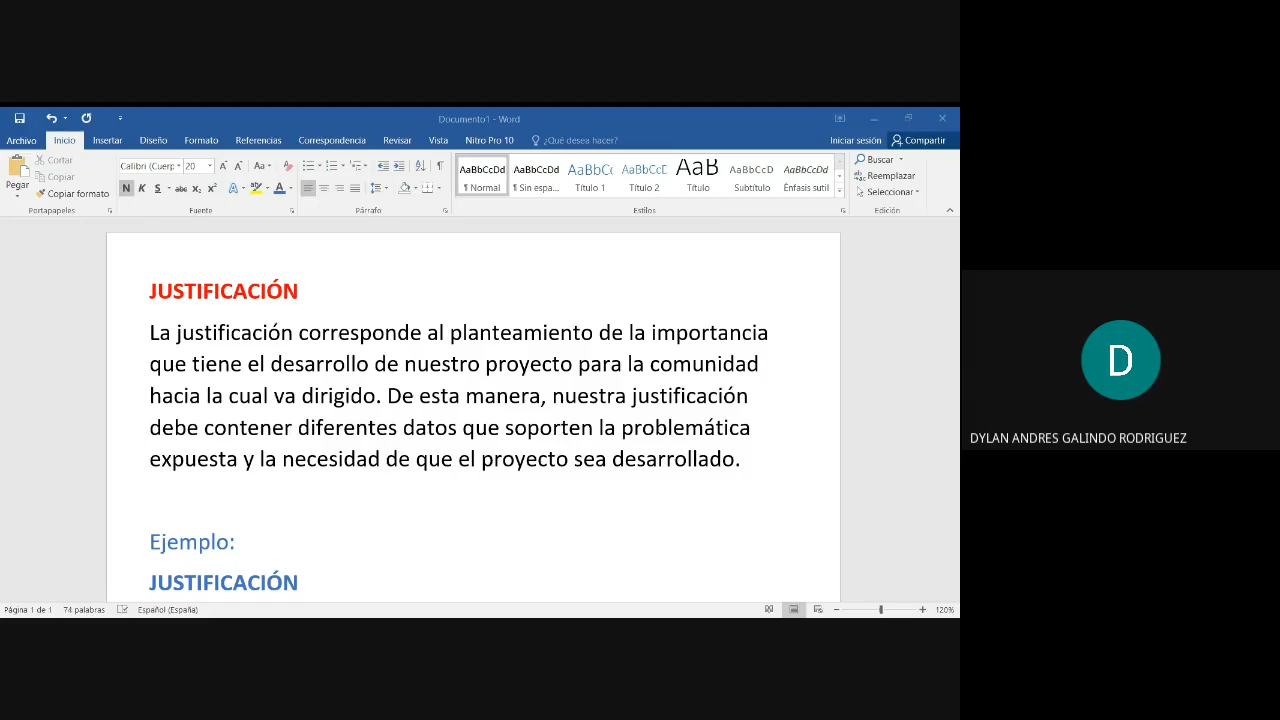 Documento1 - Word
Archivo Inicio Insertar Diseño Formato Referencias Correspondencia Revisar Vista Nitro Pro 10 ¿Qué desea hacer? Iniciar sesión Compartir
Pegar
Cortar
Copiar
Copiar formato
Portapapeles
Calibri (Cuerp 20
N K S abc X₂ X²
Fuente
Párrafo
AaBbCcDd AaBbCcDd AaBbCc AaBbCcD AaB AaBbCcD AaBbCcDd
¶ Normal ¶ Sin espa... Título 1 Título 2 Título Subtítulo Énfasis sutil
Estilos
Buscar
Reemplazar
Seleccionar
Edición
JUSTIFICACIÓN
La justificación corresponde al planteamiento de la importancia
que tiene el desarrollo de nuestro proyecto para la comunidad
hacia la cual va dirigido. De esta manera, nuestra justificación
debe contener diferentes datos que soporten la problemática
expuesta y la necesidad de que el proyecto sea desarrollado.
Ejemplo:
JUSTIFICACIÓN
Página 1 de 1 74 palabras Español (España) 120%
D
DYLAN ANDRES GALINDO RODRIGUEZ